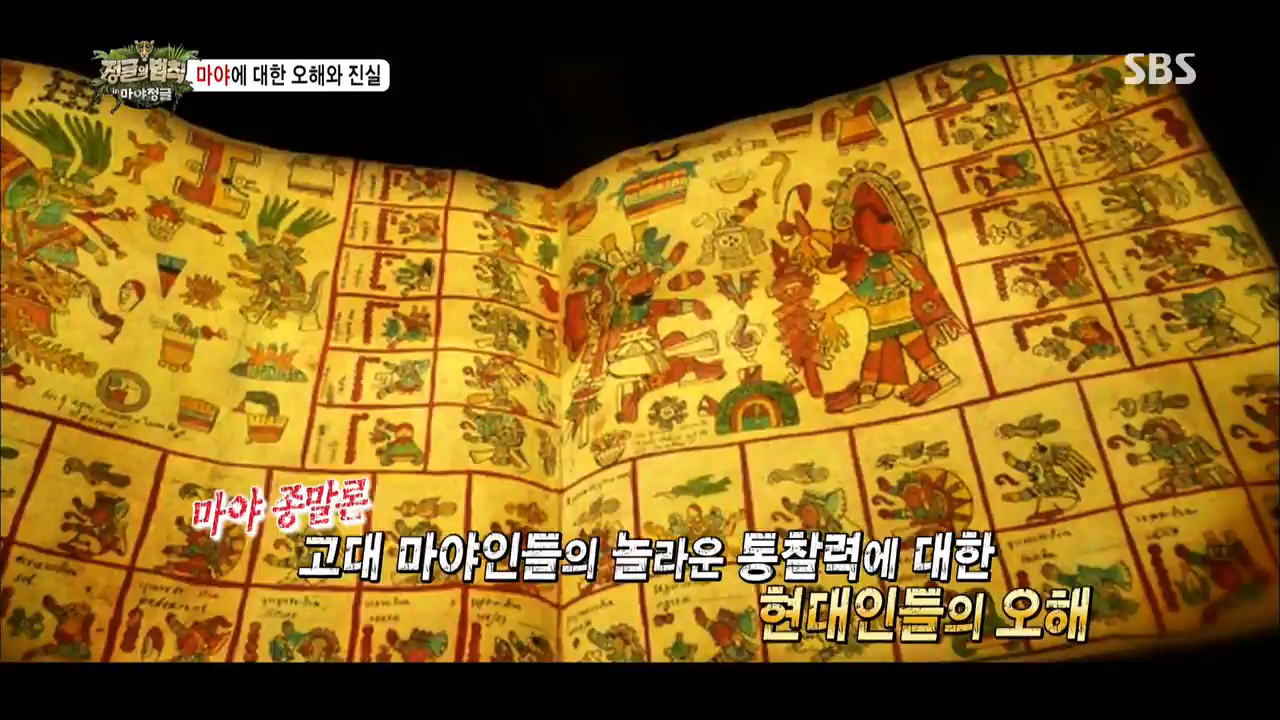 정글의 법칙
in 마야정글
마야에 대한 오해와 진실
SBS
마야 종말론
고대 마야인들의 놀라운 통찰력에 대한
현대인들의 오해